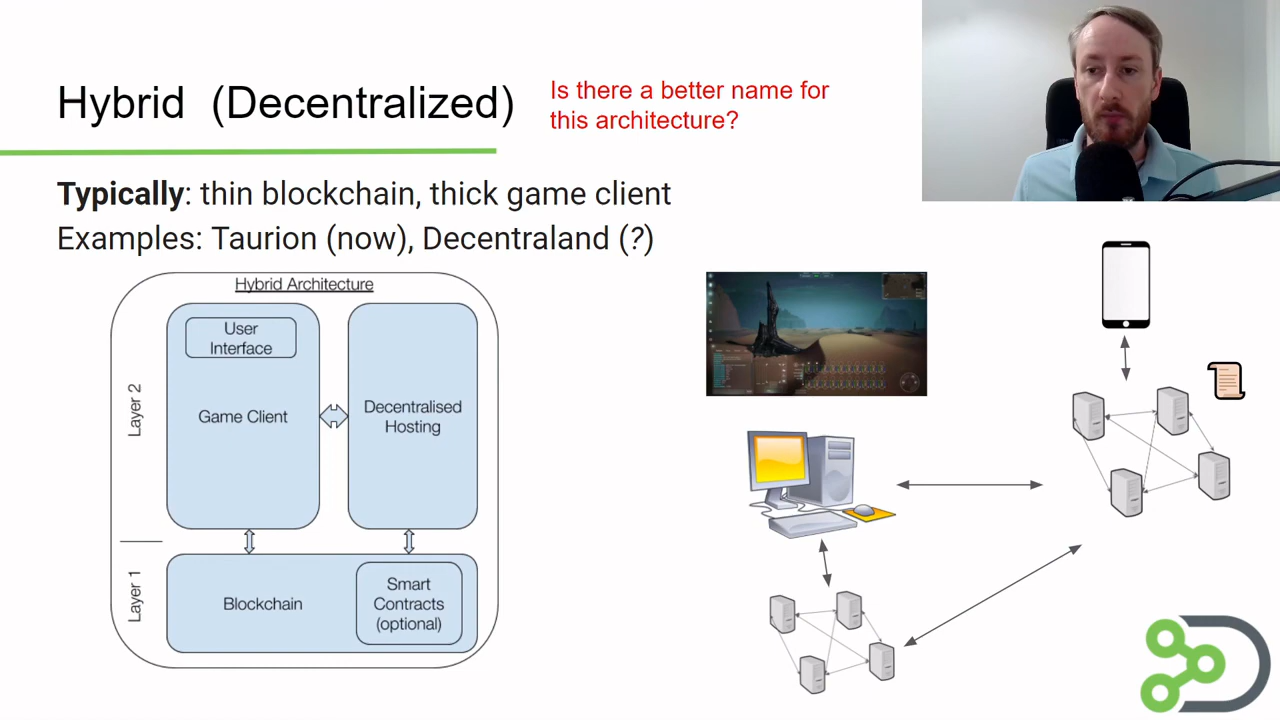 Hybrid (Decentralized)
Is there a better name for
this architecture?
Typically: thin blockchain, thick game client
Examples: Taurion (now), Decentraland (?)
Hybrid Architecture
Layer 2
User
Interface
Game Client
Decentralised
Hosting
Layer 1
Blockchain
Smart
Contracts
(optional)